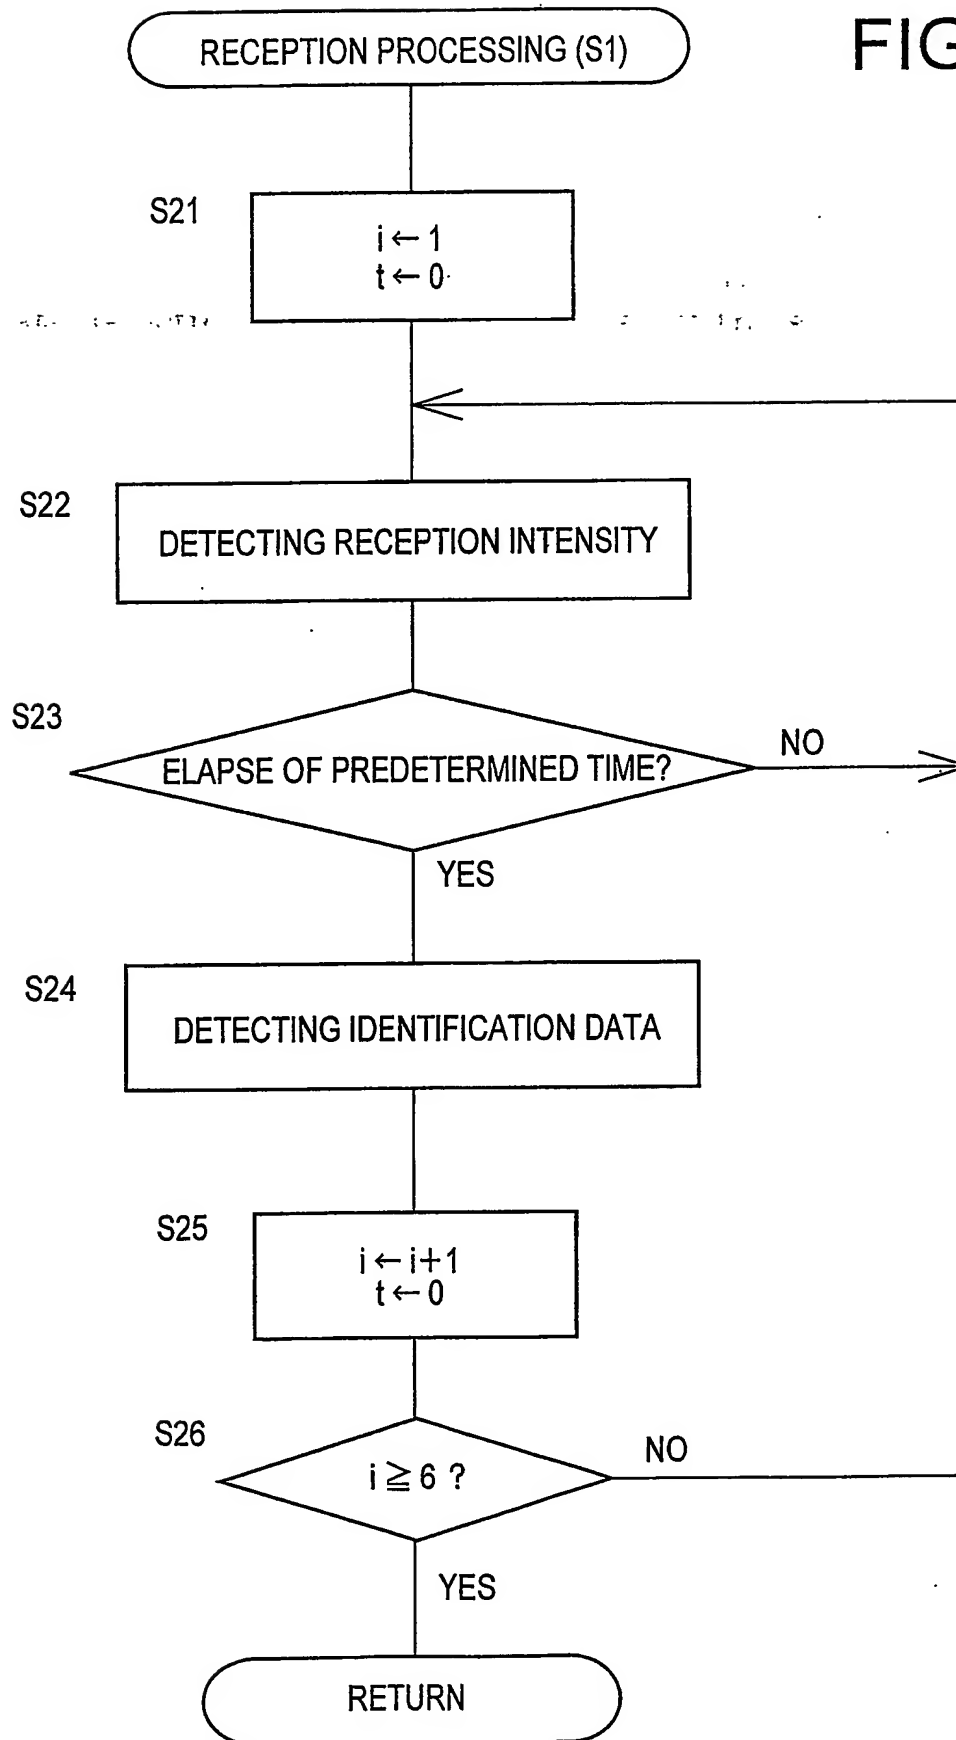 RECEPTION PROCESSING (S1)
FIG
S21
i ← 1
t ← 0
S22
DETECTING RECEPTION INTENSITY
S23
ELAPSE OF PREDETERMINED TIME?
NO
YES
S24
DETECTING IDENTIFICATION DATA
S25
i ← i+1
t ← 0
S26
i ≧ 6 ?
NO
YES
RETURN